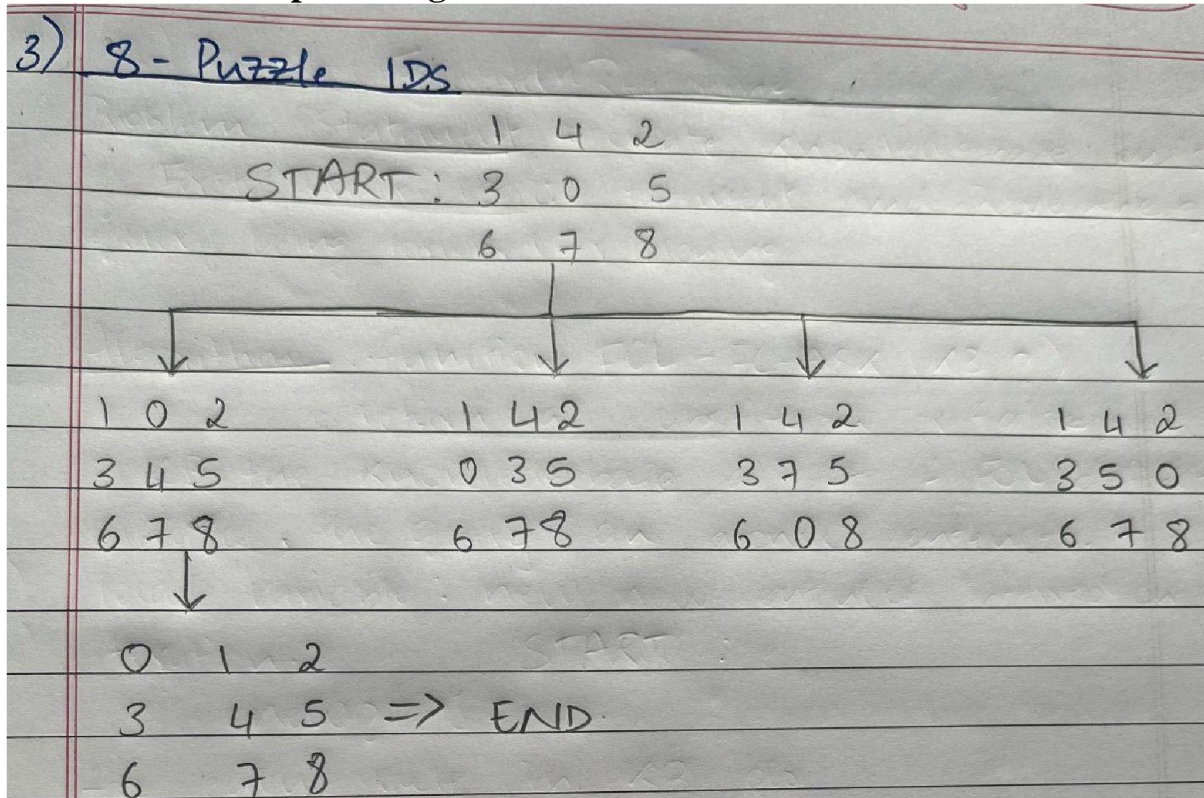 3) 8-Puzzle IDS
1 4 2
START: 3 0 5
6 7 8
1 0 2 1 4 2 1 4 2 1 4 2
3 4 5 0 3 5 3 7 5 3 5 0
6 7 8 6 7 8 6 0 8 6 7 8
0 1 2
3 4 5 => END.
6 7 8